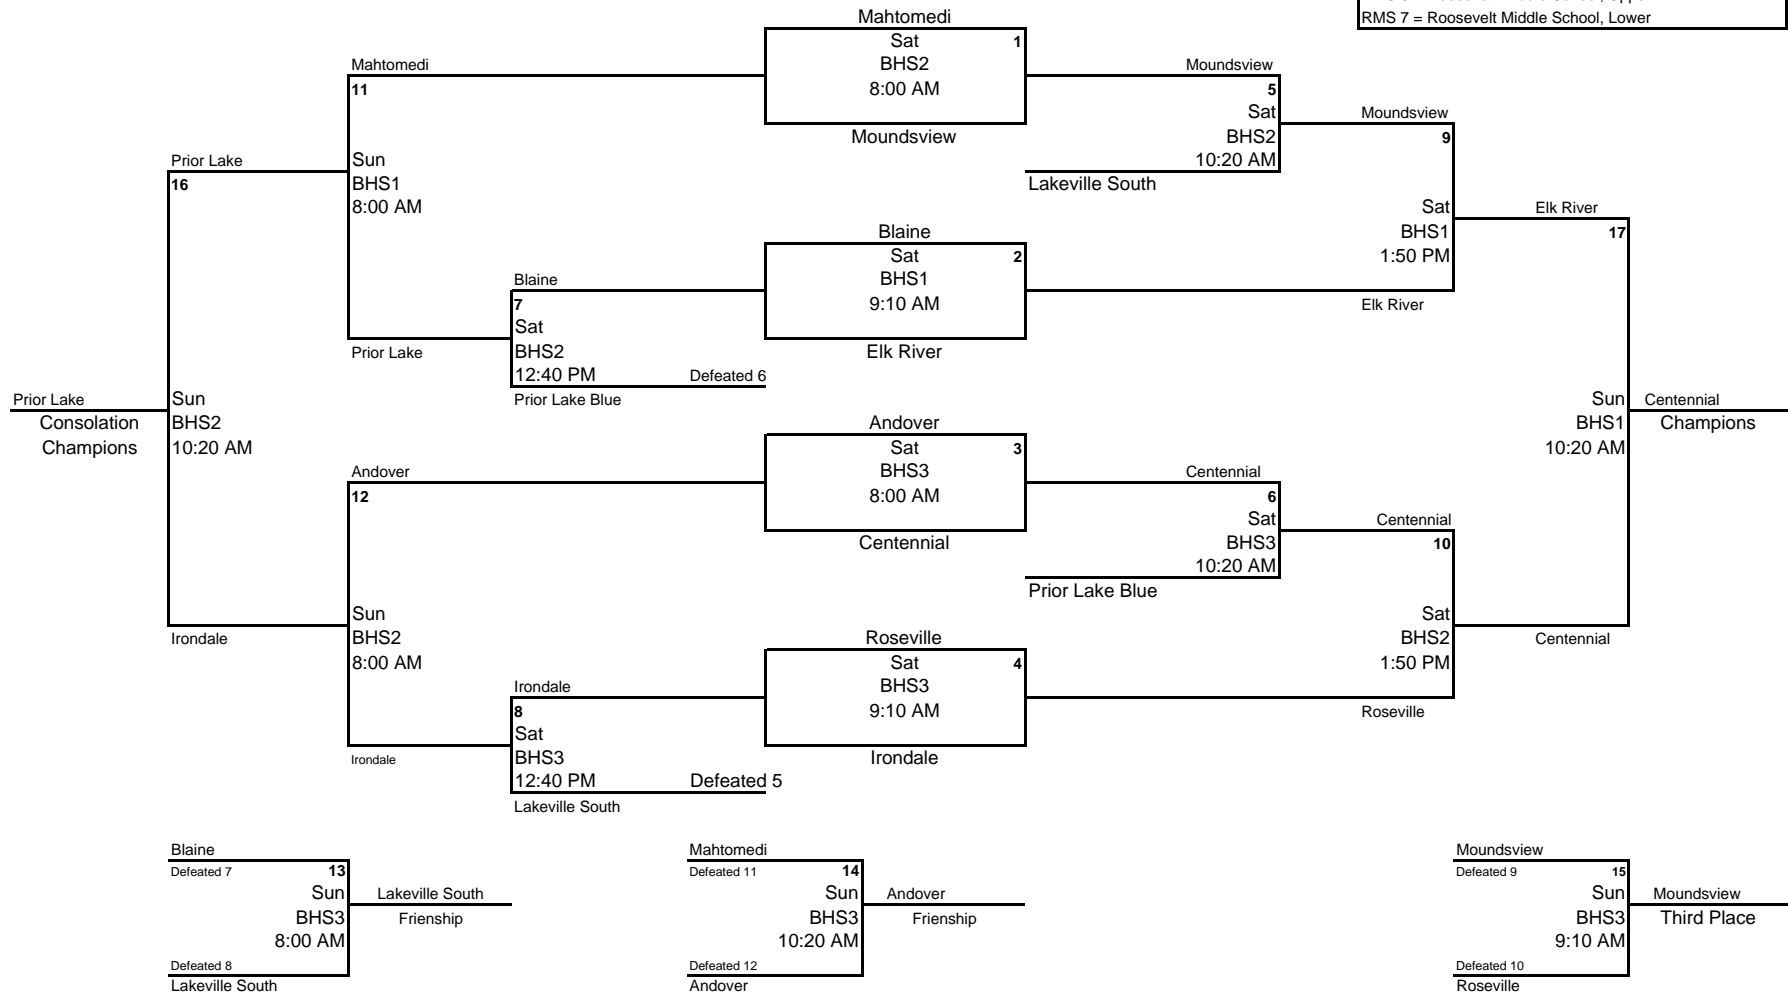 RMS 7 = Roosevelt Middle School, Lower
Mahtomedi
Sat 1
BHS2
8:00 AM
Moundsview
Mahtomedi
11
Sun
BHS1
8:00 AM
Moundsview
5
Sat
BHS2
10:20 AM
Lakeville South
Moundsview
9
Sat
BHS1
1:50 PM
Elk River
Prior Lake
16
Sun
BHS2
10:20 AM
Prior Lake
Consolation
Champions
Blaine
Sat 2
BHS1
9:10 AM
Elk River
Blaine
7
Sat
BHS2
12:40 PM Defeated 6
Prior Lake Blue
Prior Lake
Elk River
17
Sun
BHS1
10:20 AM
Centennial
Champions
Andover
Sat 3
BHS3
8:00 AM
Centennial
Andover
12
Sun
BHS2
8:00 AM
Centennial
6
Sat
BHS3
10:20 AM
Prior Lake Blue
Centennial
10
Sat
BHS2
1:50 PM
Roseville
Centennial
Irondale
Roseville
Sat 4
BHS3
9:10 AM
Irondale
Irondale
8
Sat
BHS3
12:40 PM Defeated 5
Lakeville South
Irondale
Blaine
Defeated 7 13
Sun
BHS3
8:00 AM
Defeated 8
Lakeville South
Lakeville South
Frienship
Mahtomedi
Defeated 11 14
Sun
BHS3
10:20 AM
Defeated 12
Andover
Andover
Frienship
Moundsview
Defeated 9 15
Sun
BHS3
9:10 AM
Defeated 10
Roseville
Moundsview
Third Place